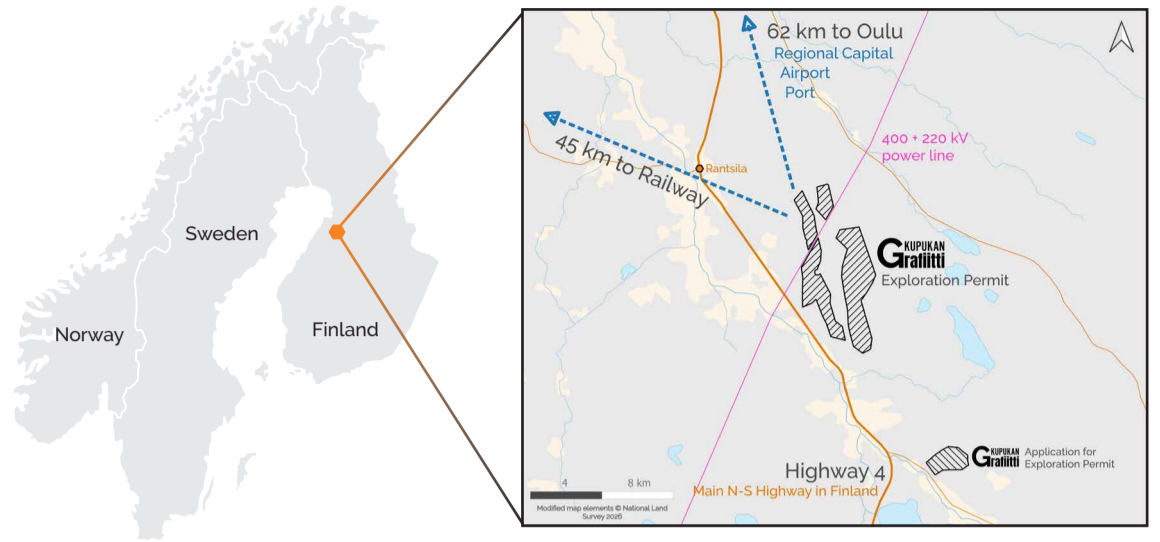 Sweden
Norway
Finland
62 km to Oulu
Regional Capital
Airport
Port
45 km to Railway
Rantsila
400 + 220 kV
power line
KUPUKAN
Grafiitti
Exploration Permit
KUPUKAN
Grafiitti
Application for
Exploration Permit
Highway 4
Main N-S Highway in Finland
4 8 km
Modified map elements © National Land
Survey 2026